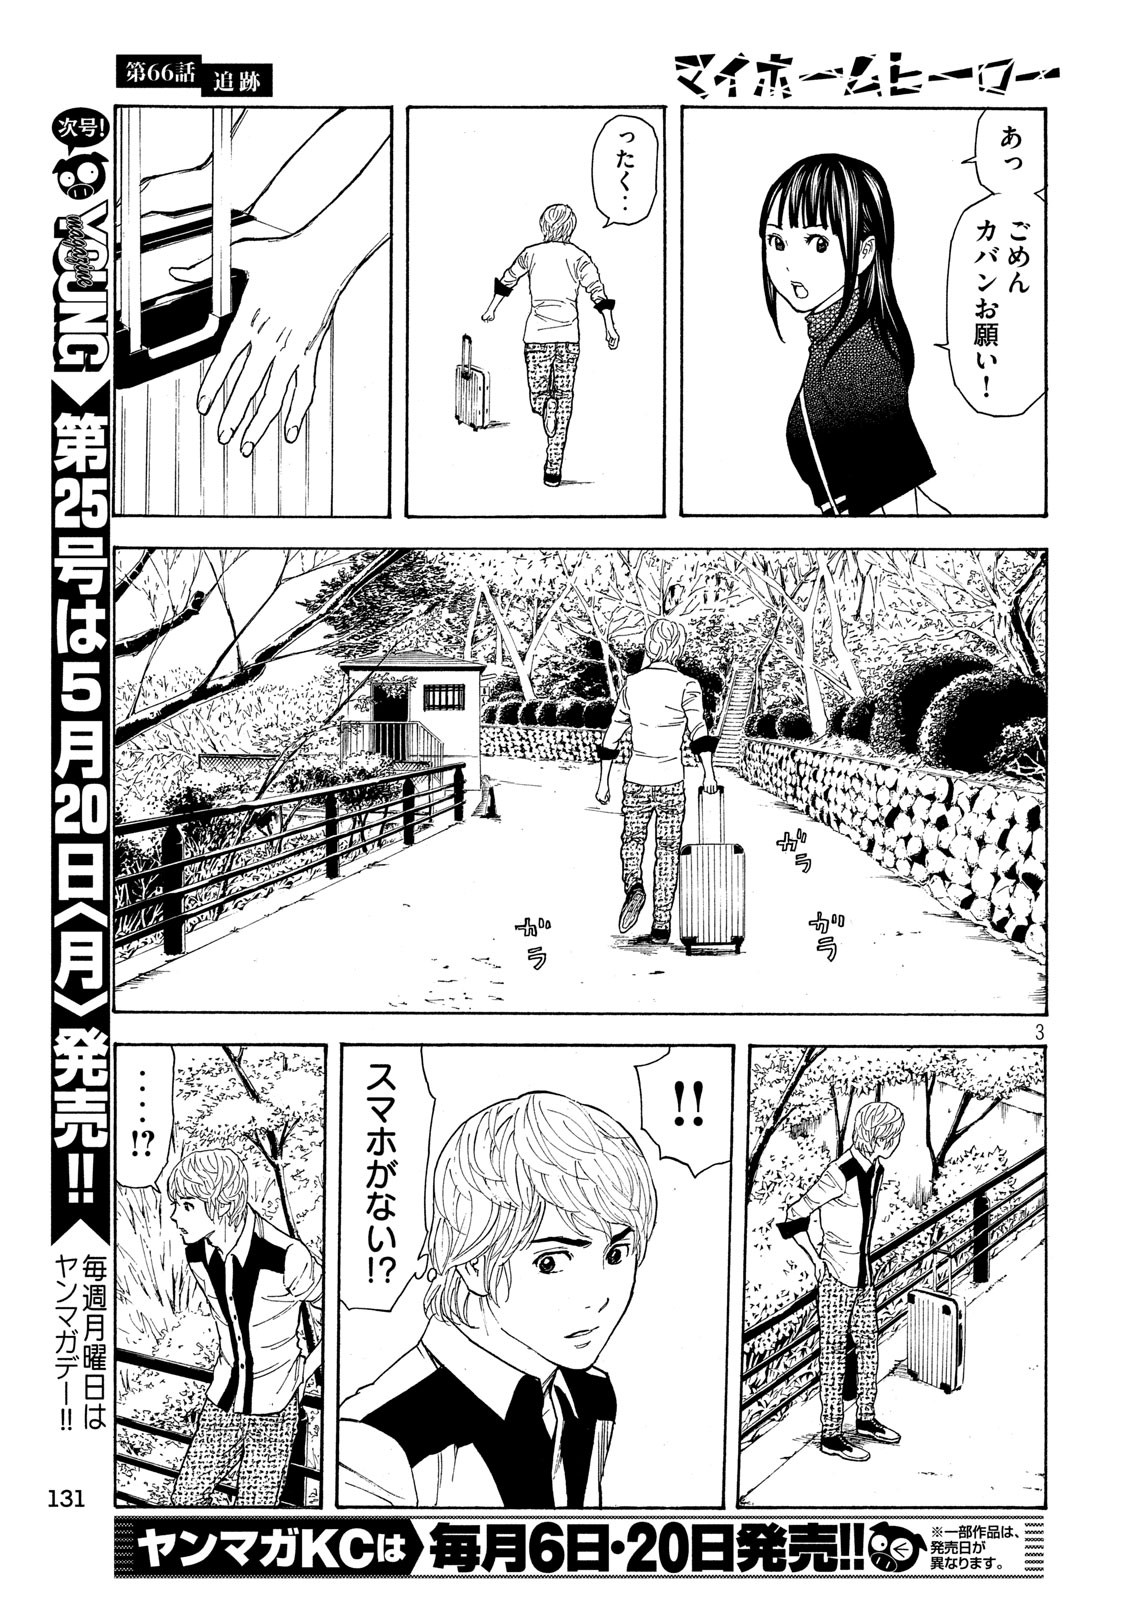 第66話
追跡
マイホームヒーロー
あっ
ごめん
カバンお願い!
ったく‥
ガラ
ガラ
ガラ
3
!!
スマホがない!?
‥‥‥!?
次号!
YOUNG
magazine
第25号は5月20日<月>発売!!
毎週月曜日は
ヤンマガデー!!
131
ヤンマガKCは
毎月6日・20日発売!!
※一部作品は、
発売日が
異なります。